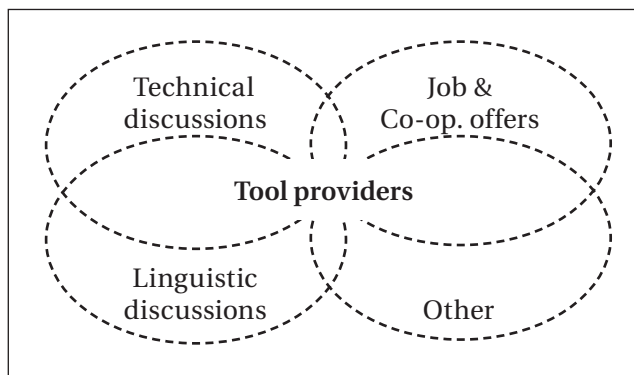 Technical
discussions
Job &
Co-op. offers
Tool providers
Linguistic
discussions
Other